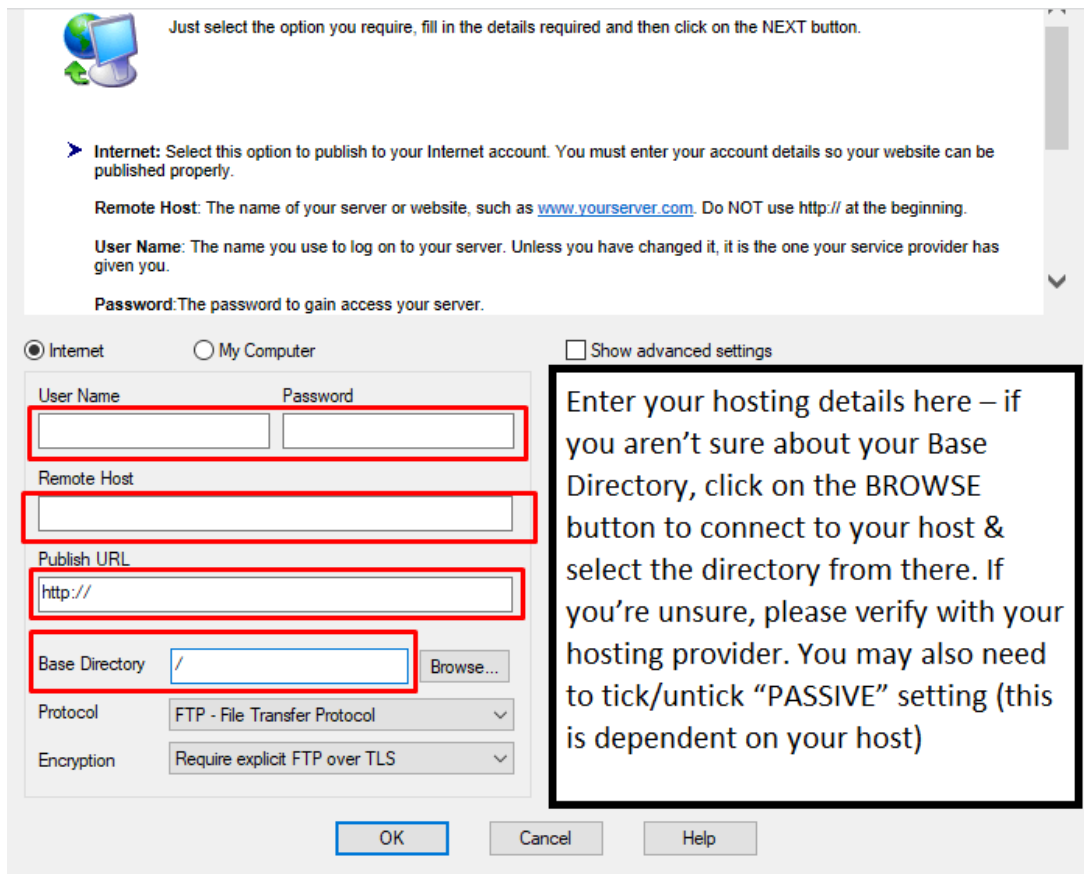 Just select the option you require, fill in the details required and then click on the NEXT button.
Internet: Select this option to publish to your Internet account. You must enter your account details so your website can be
published properly.
Remote Host: The name of your server or website, such as www.yourserver.com. Do NOT use http:// at the beginning.
User Name: The name you use to log on to your server. Unless you have changed it, it is the one your service provider has
given you.
Password:The password to gain access your server.
Internet
My Computer
Show advanced settings
User Name
Password
Remote Host
Publish URL
http://
Base Directory
/
Browse...
Protocol
FTP - File Transfer Protocol
Encryption
Require explicit FTP over TLS
Enter your hosting details here – if
you aren't sure about your Base
Directory, click on the BROWSE
button to connect to your host &
select the directory from there. If
you're unsure, please verify with your
hosting provider. You may also need
to tick/untick “PASSIVE” setting (this
is dependent on your host)
OK
Cancel
Help